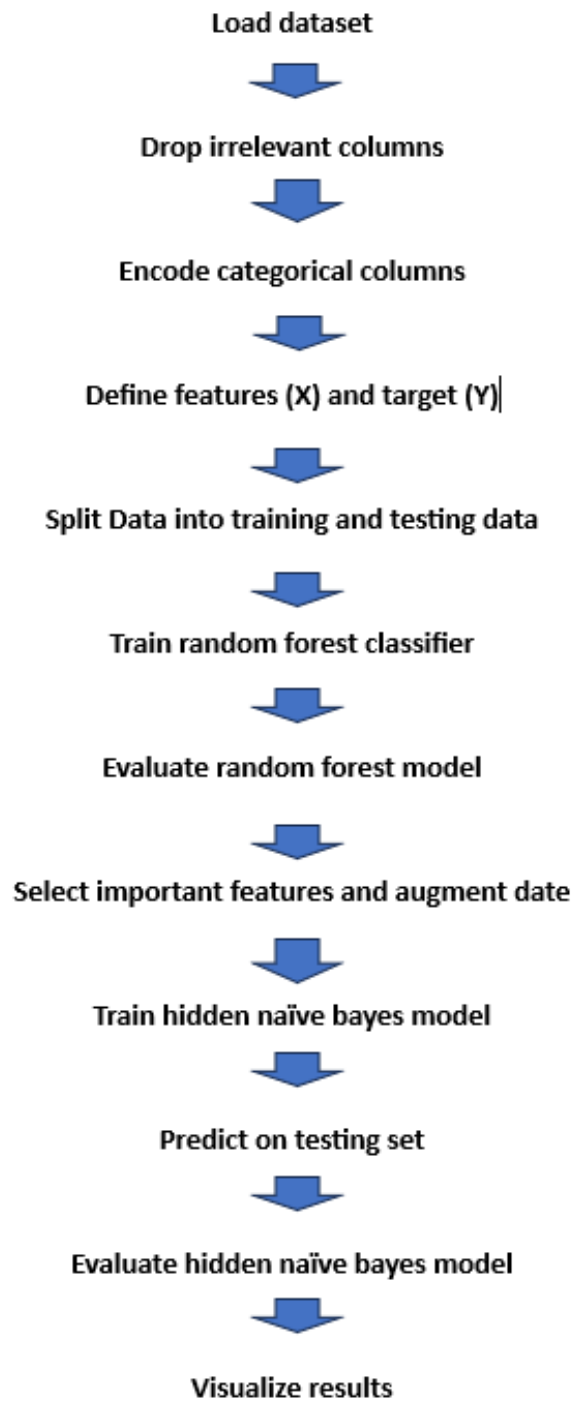 Load dataset
Drop irrelevant columns
Encode categorical columns
Define features (X) and target (Y)
Split Data into training and testing data
Train random forest classifier
Evaluate random forest model
Select important features and augment date
Train hidden naïve bayes model
Predict on testing set
Evaluate hidden naïve bayes model
Visualize results